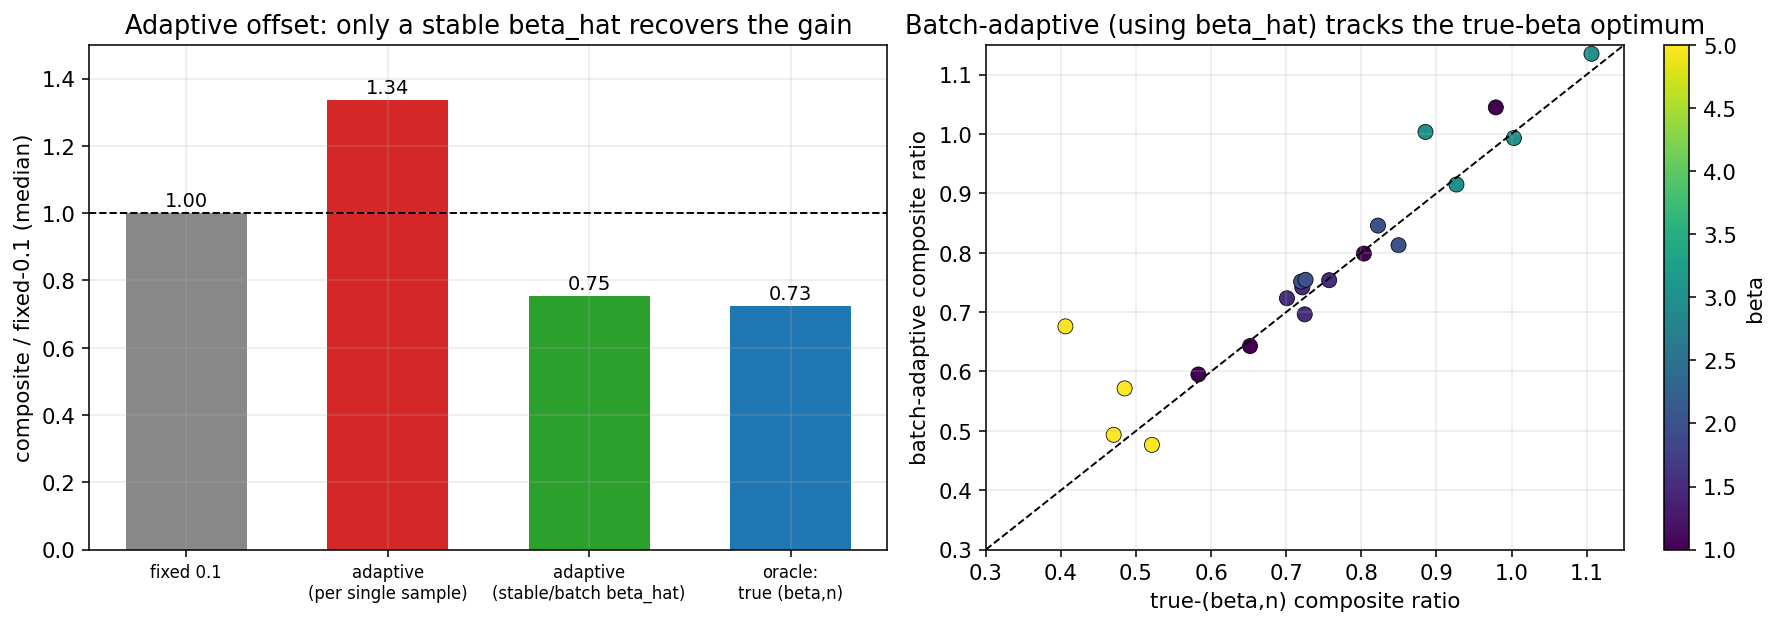 Adaptive offset: only a stable beta_hat recovers the gain
composite / fixed-0.1 (median)
1.4
1.2
1.0
0.8
0.6
0.4
0.2
0.0
1.00
1.34
0.75
0.73
fixed 0.1
adaptive
(per single sample)
adaptive
(stable/batch beta_hat)
oracle:
true (beta,n)
Batch-adaptive (using beta_hat) tracks the true-beta optimum
batch-adaptive composite ratio
1.1
1.0
0.9
0.8
0.7
0.6
0.5
0.4
0.3
0.3 0.4 0.5 0.6 0.7 0.8 0.9 1.0 1.1
true-(beta,n) composite ratio
5.0
4.5
4.0
3.5
3.0
2.5
2.0
1.5
1.0
beta